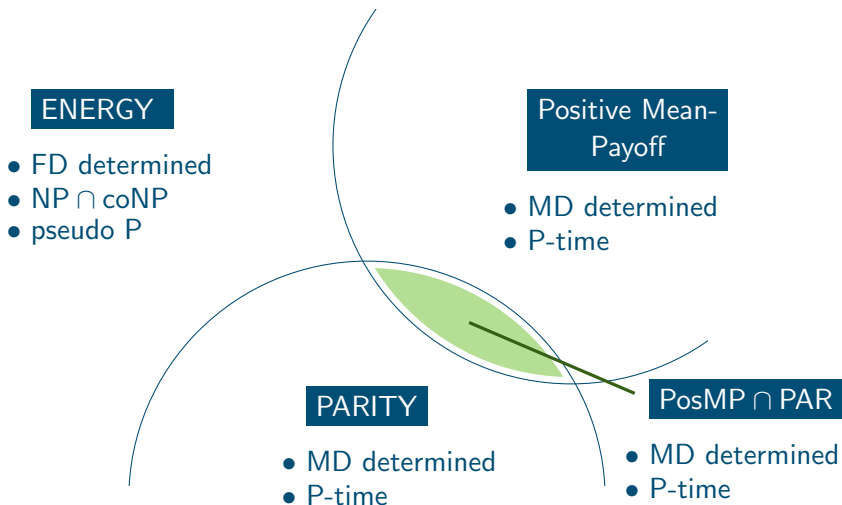 ENERGY
• FD determined
• NP ∩ coNP
• pseudo P
Positive Mean-
Payoff
• MD determined
• P-time
PARITY
• MD determined
• P-time
PosMP ∩ PAR
• MD determined
• P-time